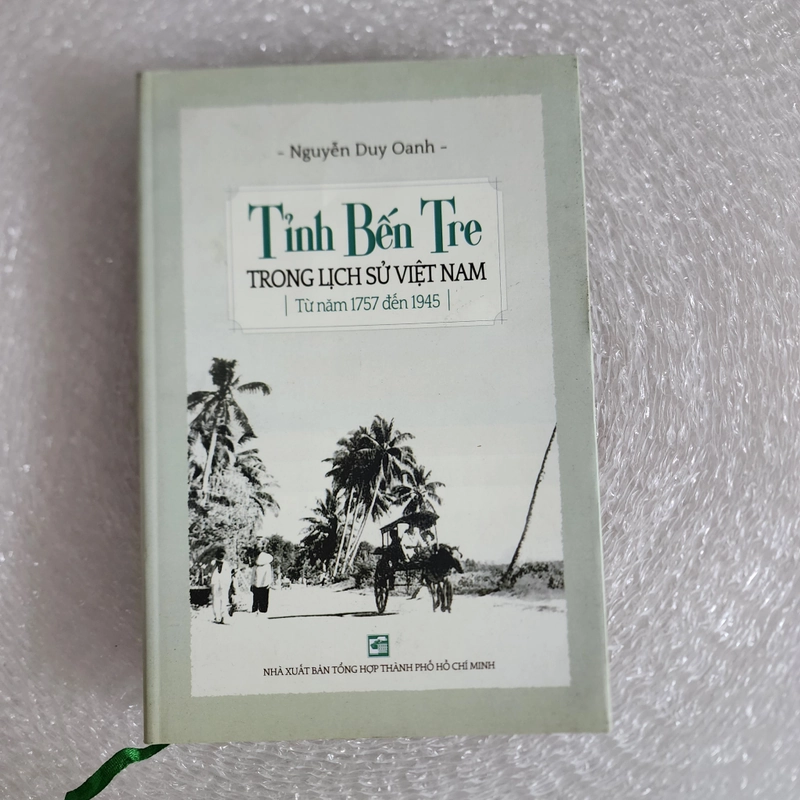 - Nguyễn Duy Oanh -
Tỉnh Bến Tre
TRONG LỊCH SỬ VIỆT NAM
| Từ năm 1757 đến 1945 |
NHÀ XUẤT BẢN TỔNG HỢP THÀNH PHỐ HỒ CHÍ MINH